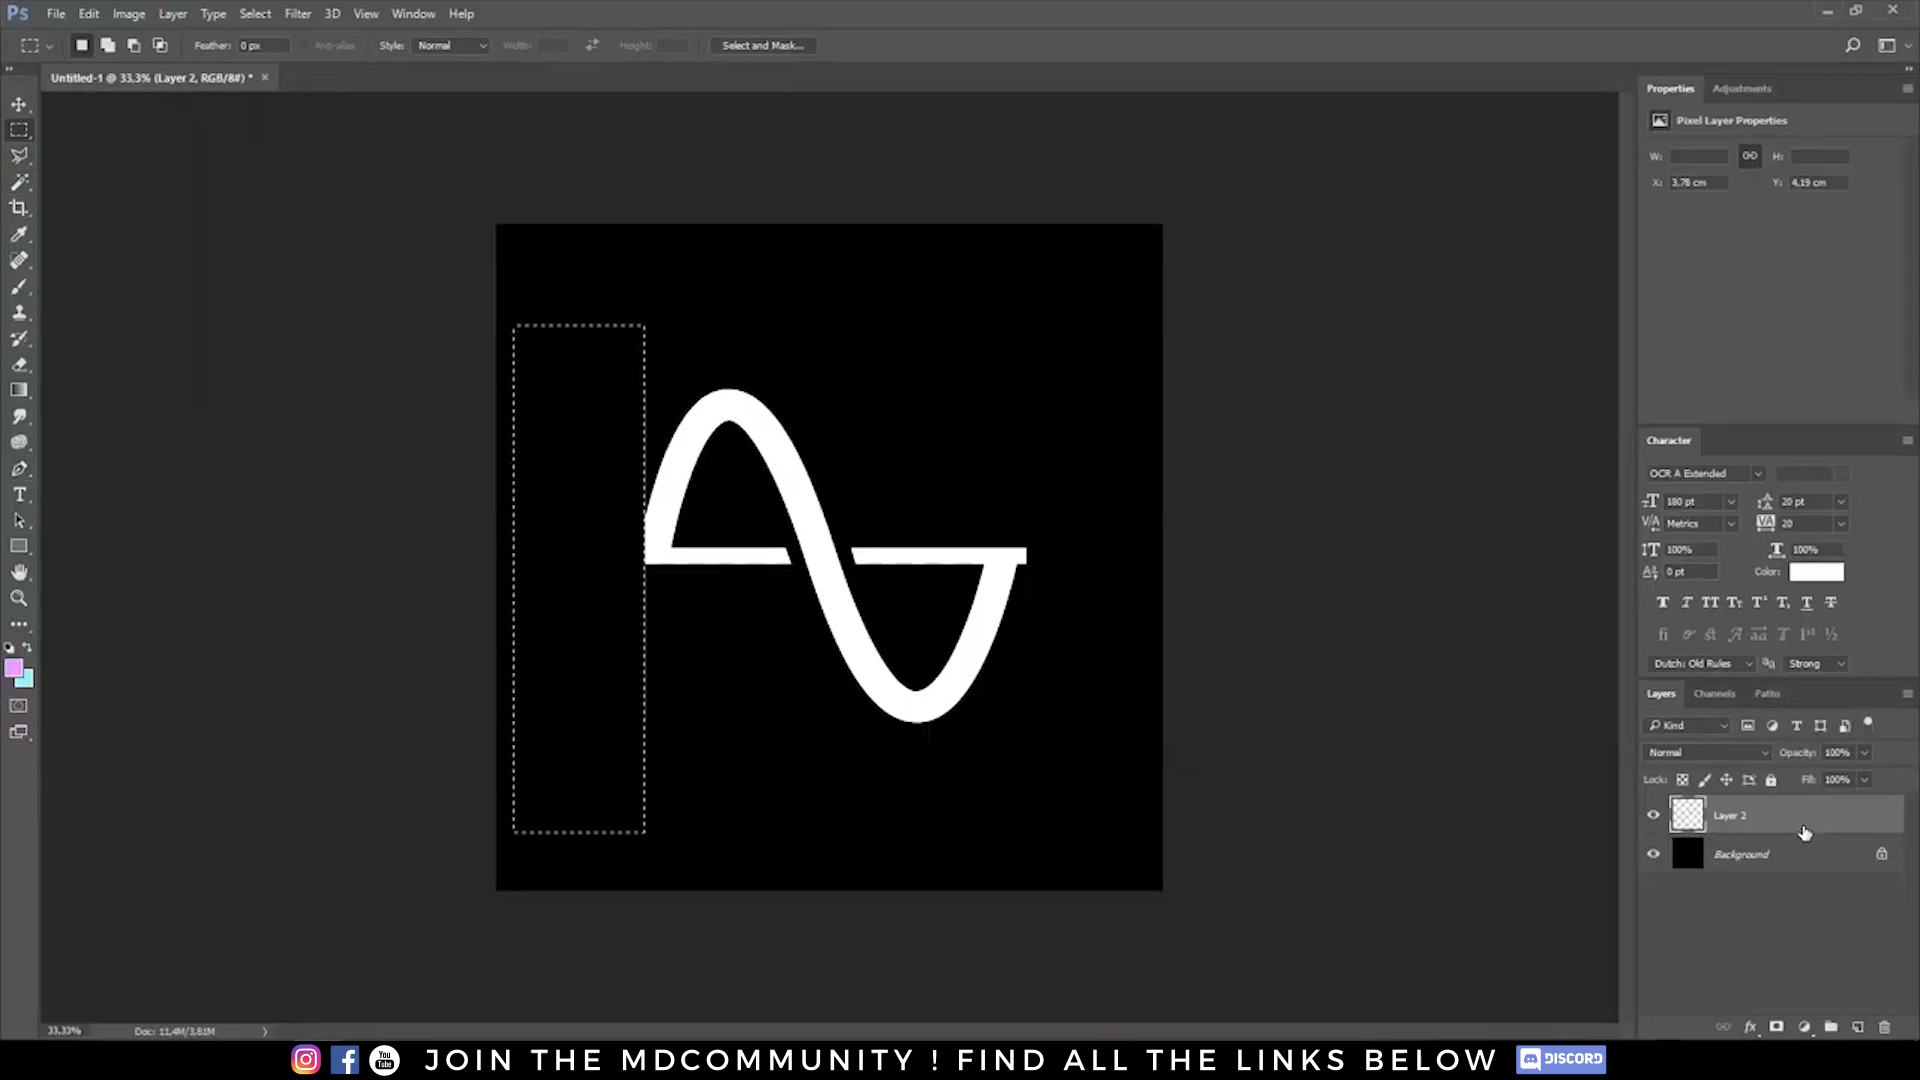 Ps File Edit Image Layer Type Select Filter 3D View Window Help
Feather: 0 px Anti-alias Style: Normal Width: Height: Select and Mask...
Untitled-1 @ 33,3% (Layer 2, RGB/8#) * ×
Properties Adjustments
Pixel Layer Properties
W: H:
X: 3,78 cm Y: 4,19 cm
Character
OCR A Extended
180 pt 20 pt
Metrics 20
100% 100%
0 pt Color:
Dutch: Old Rules aa Strong
Layers Channels Paths
Kind
Normal Opacity: 100%
Lock: Fill: 100%
Layer 2
Background
33,33% Doc: 11,4M/3,81M
JOIN THE MDCOMMUNITY ! FIND ALL THE LINKS BELOW
You Tube
DISCORD